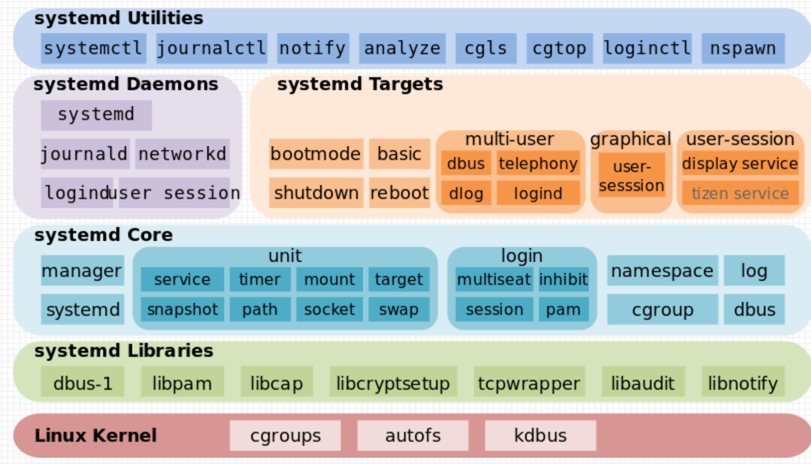 systemd Utilities
systemctl journalctl notify analyze cgls cgtop loginctl nspawn
systemd Daemons
systemd
journald networkd
logind user session
systemd Targets
bootmode basic
shutdown reboot
multi-user
dbus telephony
dlog logind
graphical
user-
sesssion
user-session
display service
tizen service
systemd Core
manager
systemd
unit
service timer mount target
snapshot path socket swap
login
multiseat inhibit
session pam
namespace log
cgroup dbus
systemd Libraries
dbus-1 libpam libcap libcryptsetup tcpwrapper libaudit libnotify
Linux Kernel cgroups autofs kdbus